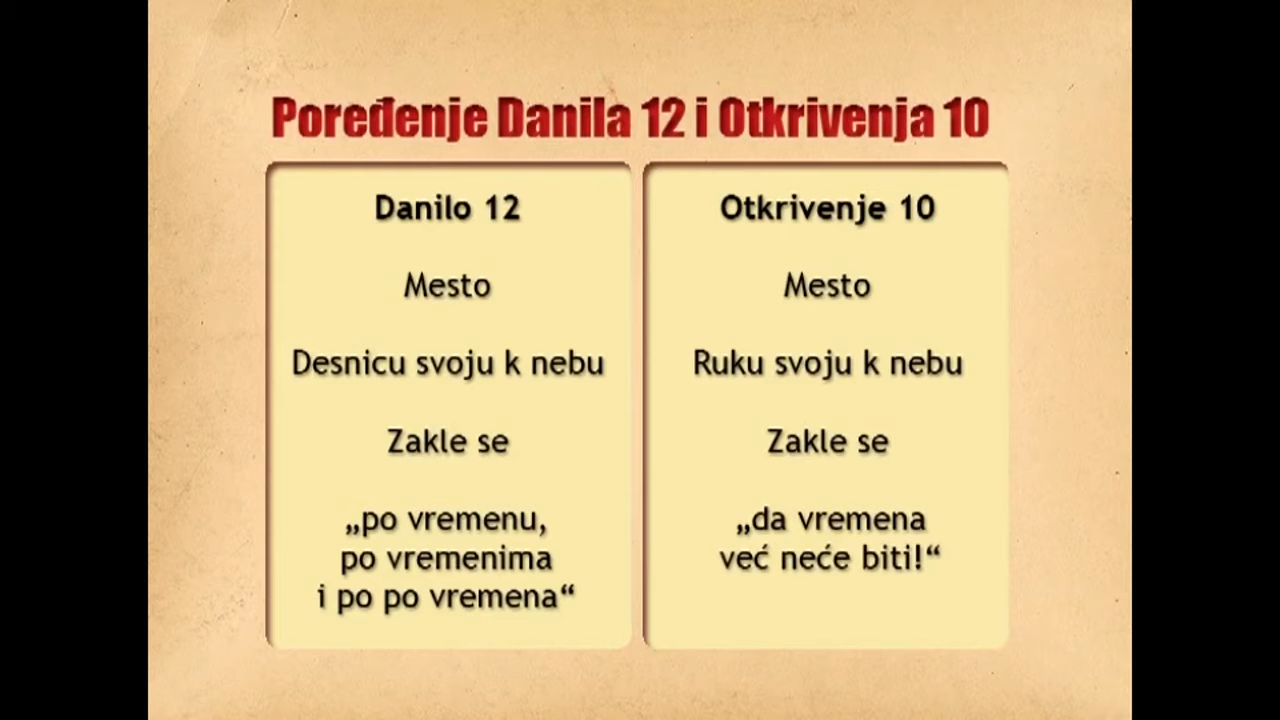 Poređenje Danila 12 i Otkrivenja 10
Danilo 12
Mesto
Desnicu svoju k nebu
Zakle se
„po vremenu,
po vremenima
i po po vremena“
Otkrivenje 10
Mesto
Ruku svoju k nebu
Zakle se
„da vremena
već neće biti!“